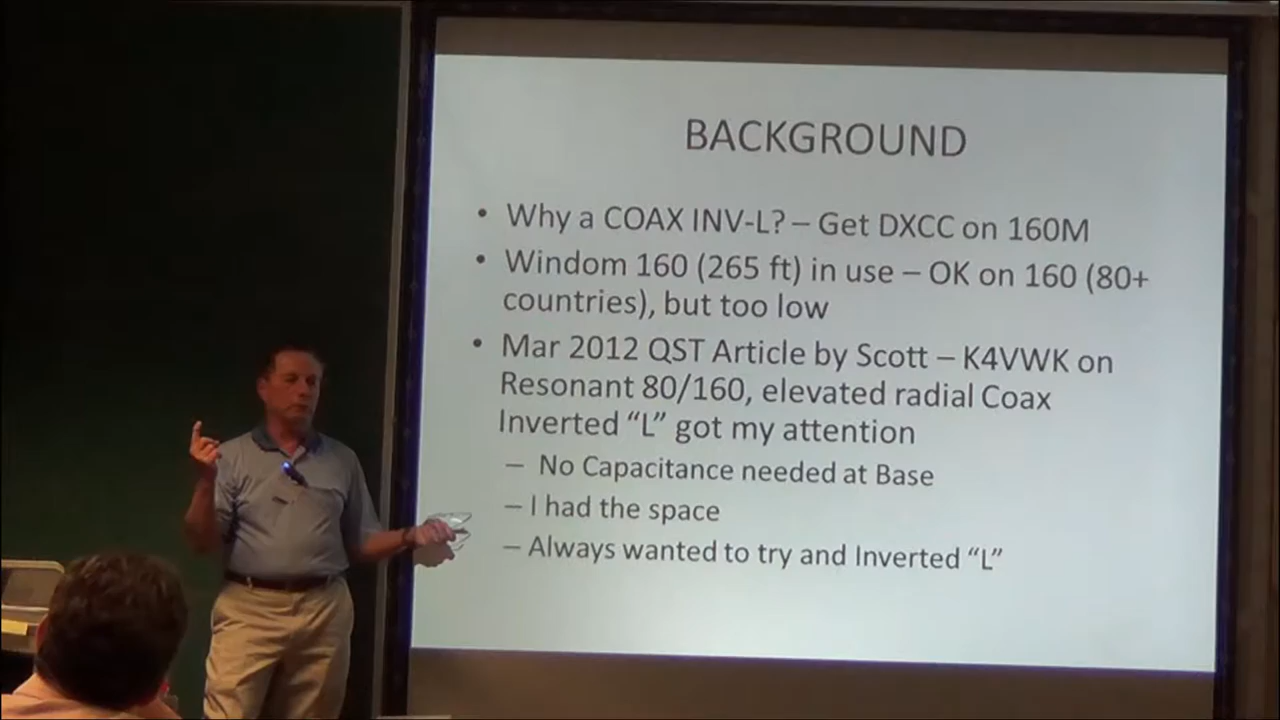 BACKGROUND
• Why a COAX INV-L? – Get DXCC on 160M
• Windom 160 (265 ft) in use – OK on 160 (80+
countries), but too low
• Mar 2012 QST Article by Scott – K4VWK on
Resonant 80/160, elevated radial Coax
Inverted “L” got my attention
– No Capacitance needed at Base
– I had the space
– Always wanted to try and Inverted “L”